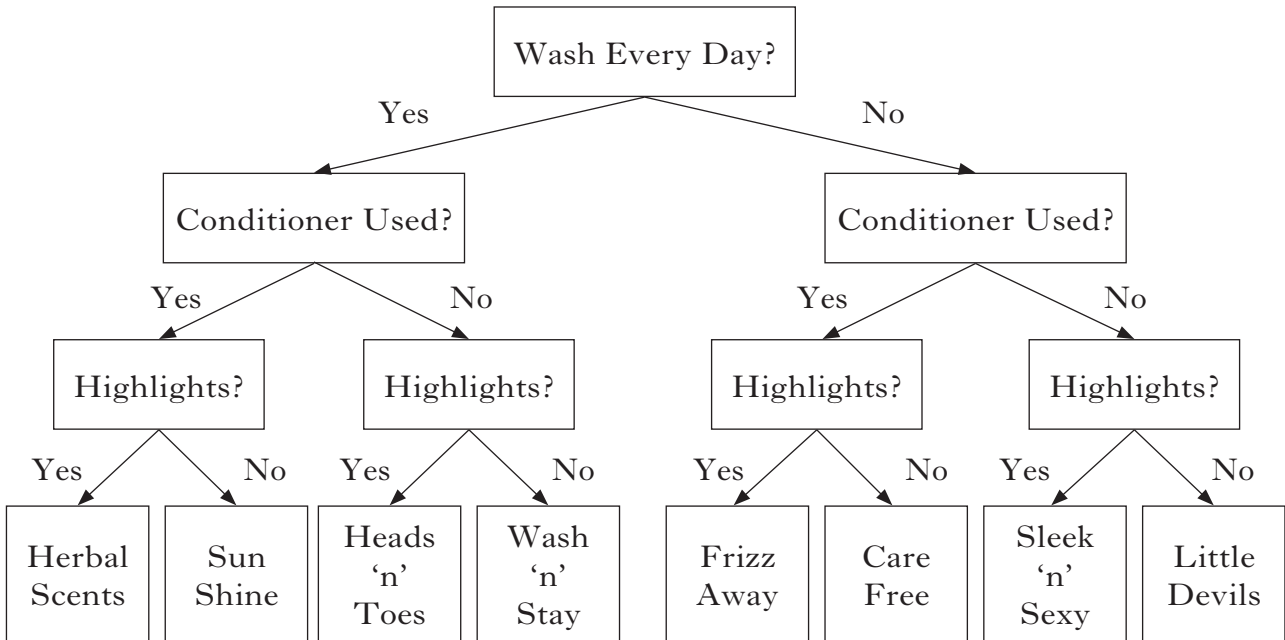 Wash Every Day?
Yes
No
Conditioner Used?
Conditioner Used?
Yes
No
Yes
No
Highlights?
Highlights?
Highlights?
Highlights?
Yes
No
Yes
No
Yes
No
Yes
No
Herbal
Scents
Sun
Shine
Heads
‘n’
Toes
Wash
‘n’
Stay
Frizz
Away
Care
Free
Sleek
‘n’
Sexy
Little
Devils